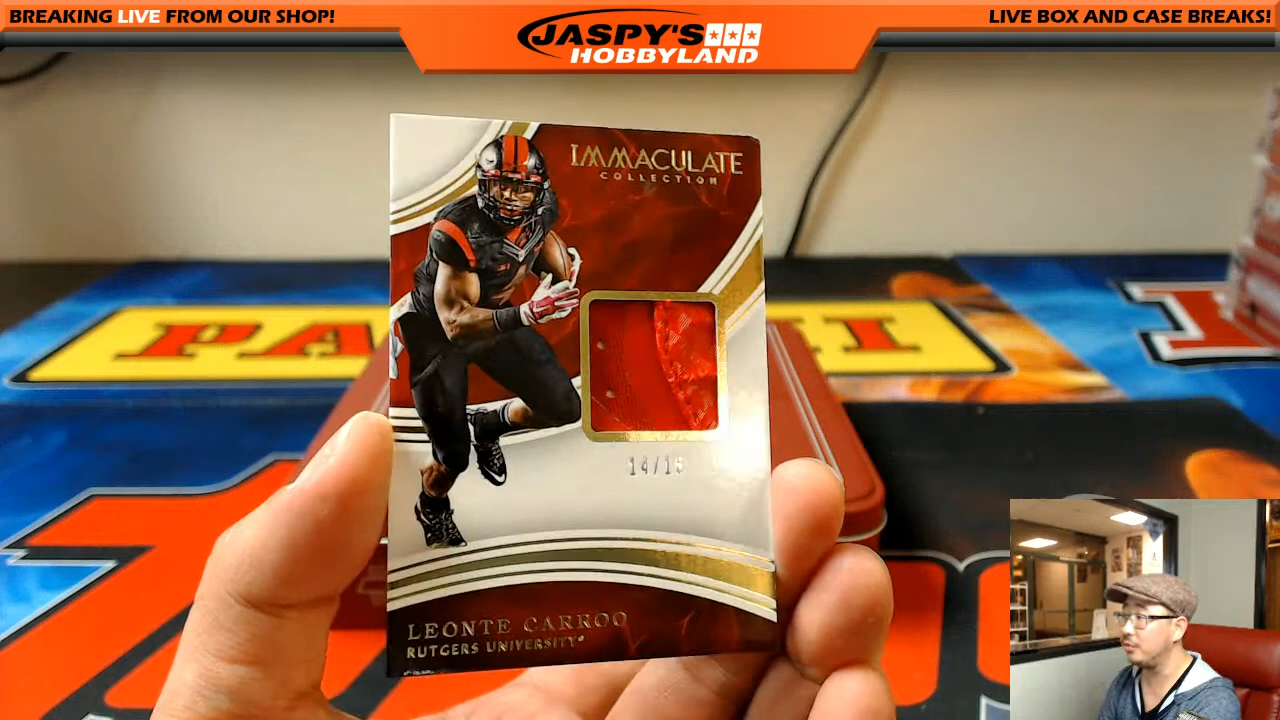 BREAKING LIVE FROM OUR SHOP!
JASPY'S
HOBBYLAND
LIVE BOX AND CASE BREAKS!
IMMACULATE
COLLECTION
LEONTE CARROO
RUTGERS UNIVERSITY